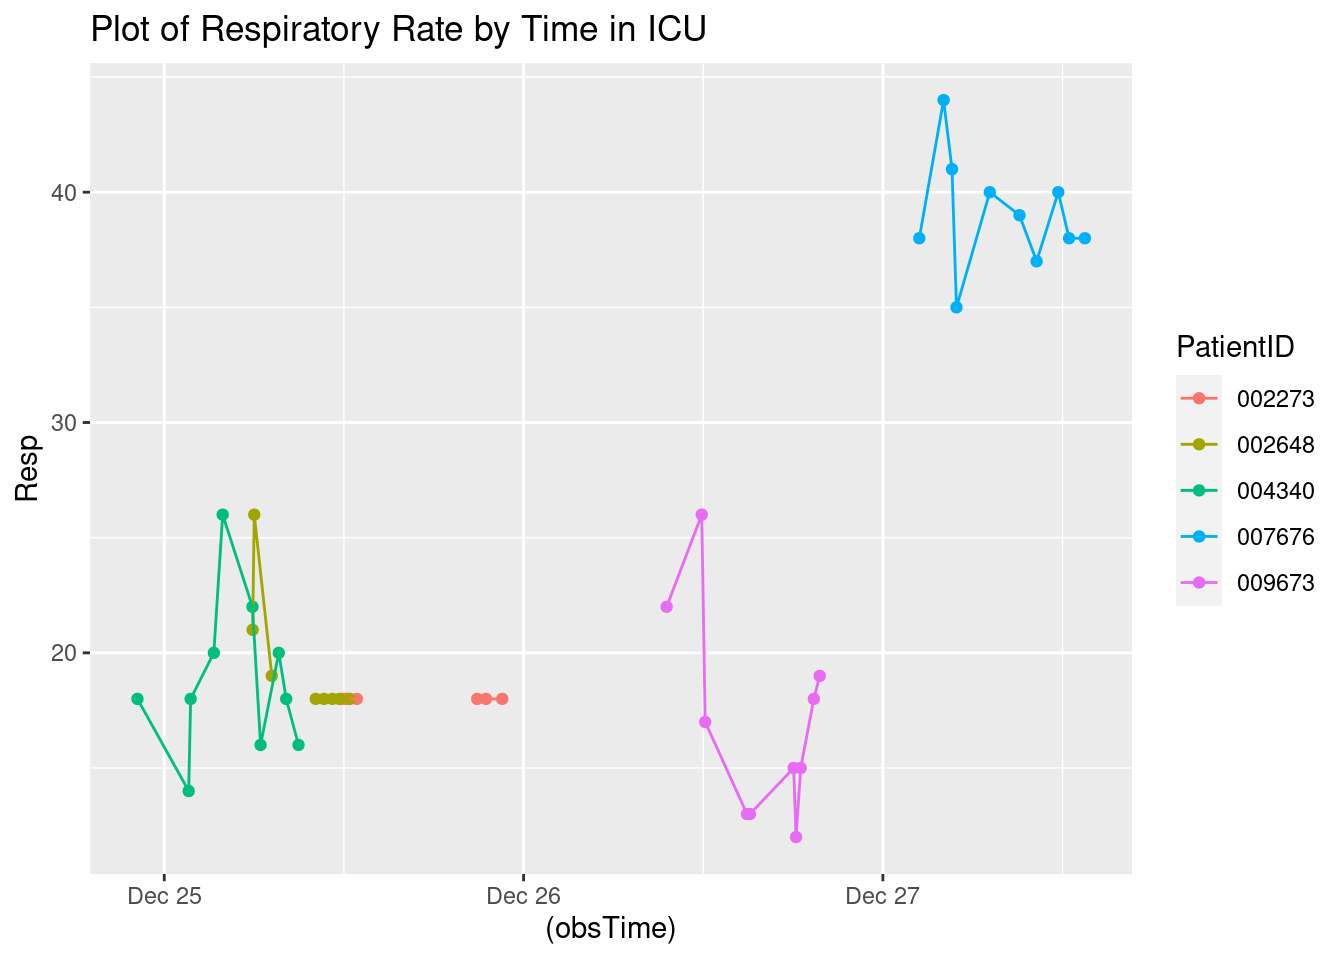 Plot of Respiratory Rate by Time in ICU
40
30
20
Resp
Dec 25
Dec 26
Dec 27
(obsTime)
PatientID
002273
002648
004340
007676
009673